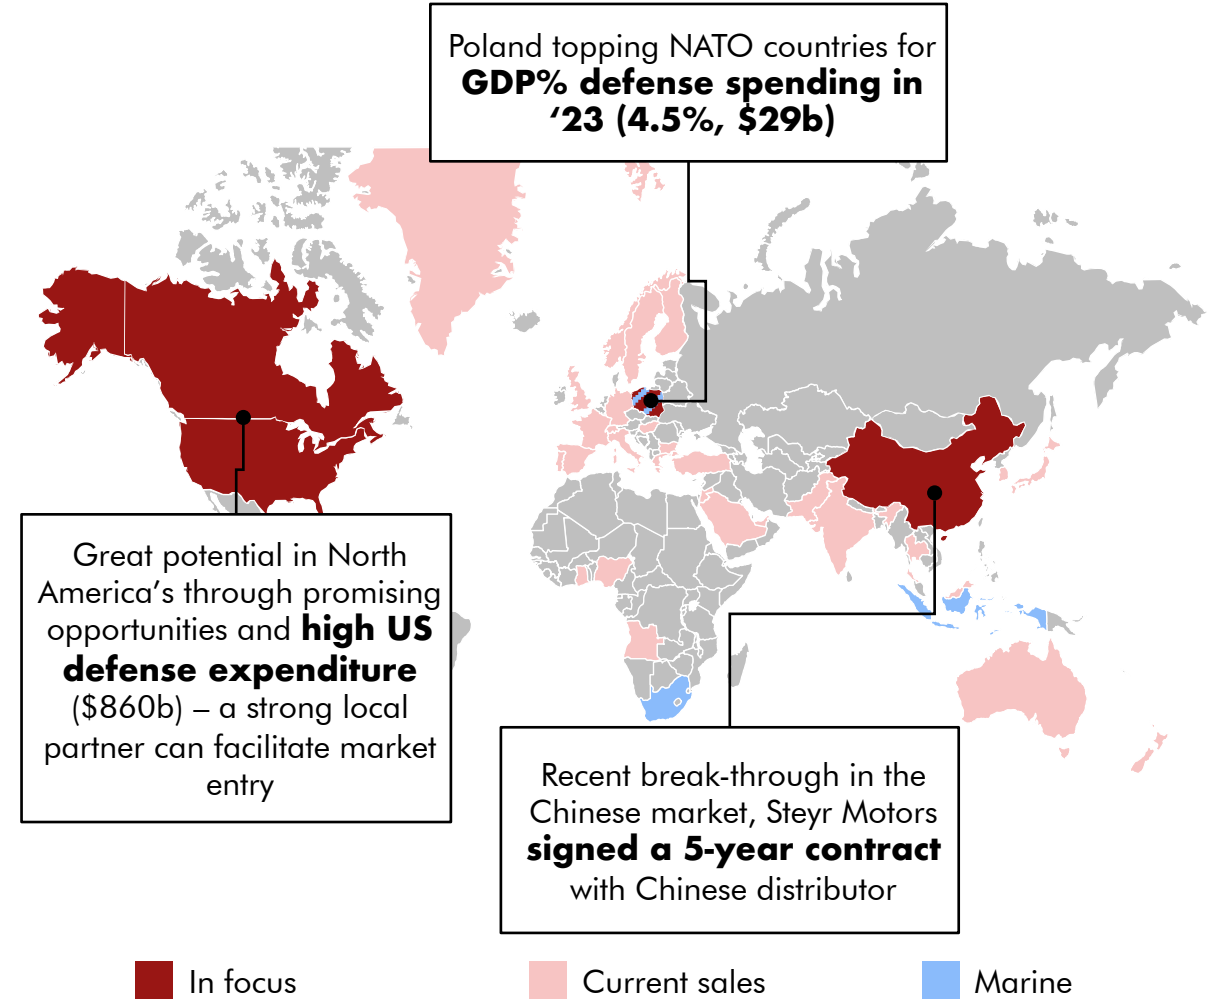 Poland topping NATO countries for
GDP% defense spending in
‘23 (4.5%, $29b)
Great potential in North
America’s through promising
opportunities and high US
defense expenditure
($860b) – a strong local
partner can facilitate market
entry
Recent break-through in the
Chinese market, Steyr Motors
signed a 5-year contract
with Chinese distributor
In focus
Current sales
Marine